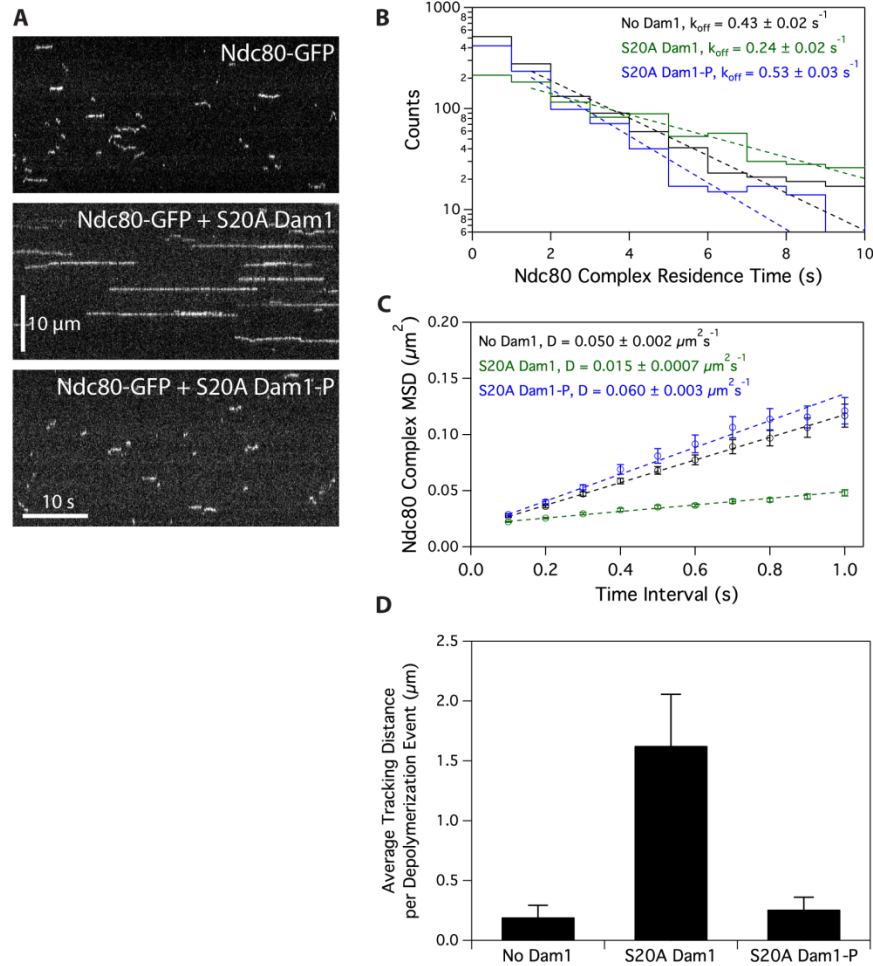 A
Ndc80-GFP
Ndc80-GFP + S20A Dam1
10 μm
Ndc80-GFP + S20A Dam1-P
10 s
B
No Dam1, k_off = 0.43 ± 0.02 s^-1
S20A Dam1, k_off = 0.24 ± 0.02 s^-1
S20A Dam1-P, k_off = 0.53 ± 0.03 s^-1
Counts
1000
8
6
4
2
100
8
6
4
2
10
8
6
0 2 4 6 8 10
Ndc80 Complex Residence Time (s)
C
No Dam1, D = 0.050 ± 0.002 μm²s^-1
S20A Dam1, D = 0.015 ± 0.0007 μm²s^-1
S20A Dam1-P, D = 0.060 ± 0.003 μm²s^-1
Ndc80 Complex MSD (μm²)
0.20
0.15
0.10
0.05
0.00
0.2 0.4 0.6 0.8 1.0
Time Interval (s)
D
Average Tracking Distance
per Depolymerization Event (μm)
2.5
2.0
1.5
1.0
0.5
0.0
No Dam1 S20A Dam1 S20A Dam1-P